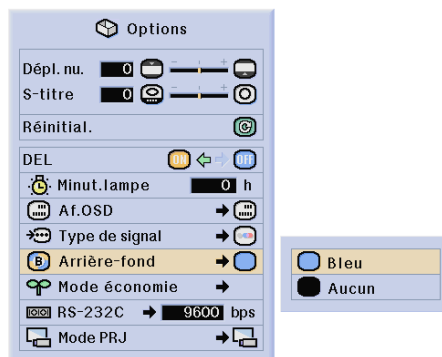 Options
Dépl. nu. 0 - +
S-titre 0 - +
Réinitial.
DEL ON OFF
Minut.lampe 0 h
Af.OSD
Type de signal
B Arrière-fond
Bleu
Aucun
Mode économie
RS-232C 9600 bps
Mode PRJ